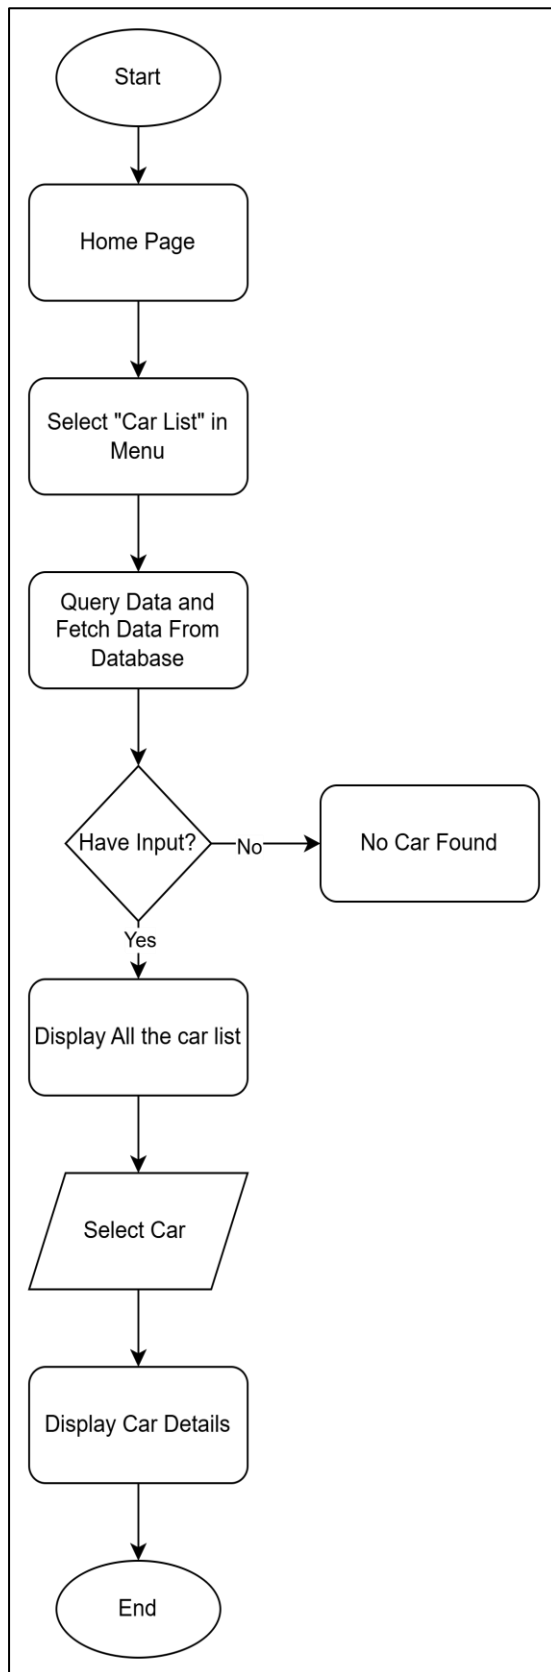 Start
Home Page
Select "Car List" in
Menu
Query Data and
Fetch Data From
Database
Have Input?
No
No Car Found
Yes
Display All the car list
Select Car
Display Car Details
End